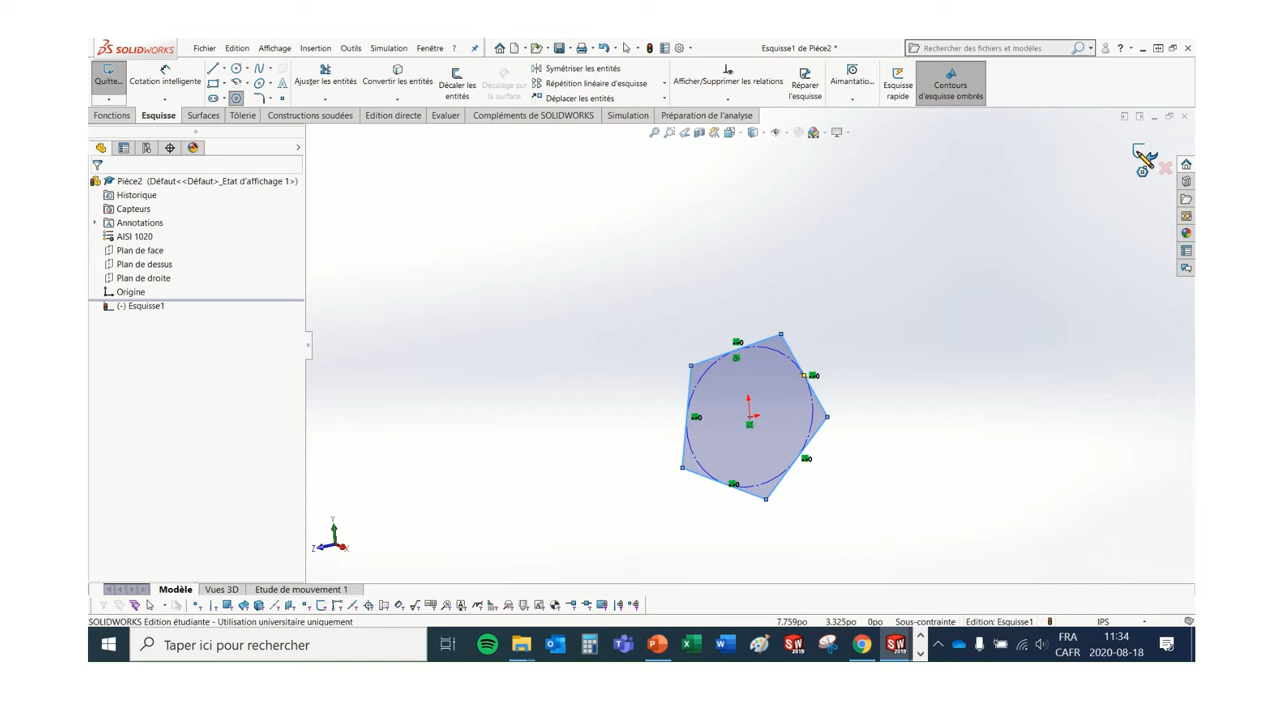 SOLIDWORKS Fichier Edition Affichage Insertion Outils Simulation Fenêtre Esquisse1 de Pièce2 * Rechercher des fichiers et modèles
Quitte... Cotation intelligente Ajuster les entités Convertir les entités Décaler les entités Décalage sur la surface Symétriser les entités Afficher/Supprimer les relations Réparer l'esquisse Aimantatio... Esquisse rapide Contours d'esquisse ombrés
Répétition linéaire d'esquisse
Déplacer les entités
Fonctions Esquisse Surfaces Tôlerie Constructions soudées Edition directe Evaluer Compléments de SOLIDWORKS Simulation Préparation de l'analyse
Pièce2 (Défaut<<Défaut>_Etat d'affichage 1>)
Historique
Capteurs
Annotations
AISI 1020
Plan de face
Plan de dessus
Plan de droite
Origine
(-) Esquisse1
Y
Z X
Modèle Vues 3D Etude de mouvement 1
SOLIDWORKS Edition étudiante - Utilisation universitaire uniquement 7.759po 3.325po 0po Sous-contrainte Edition: Esquisse1 IPS
Taper ici pour rechercher FRA 11:34
CAFR 2020-08-18